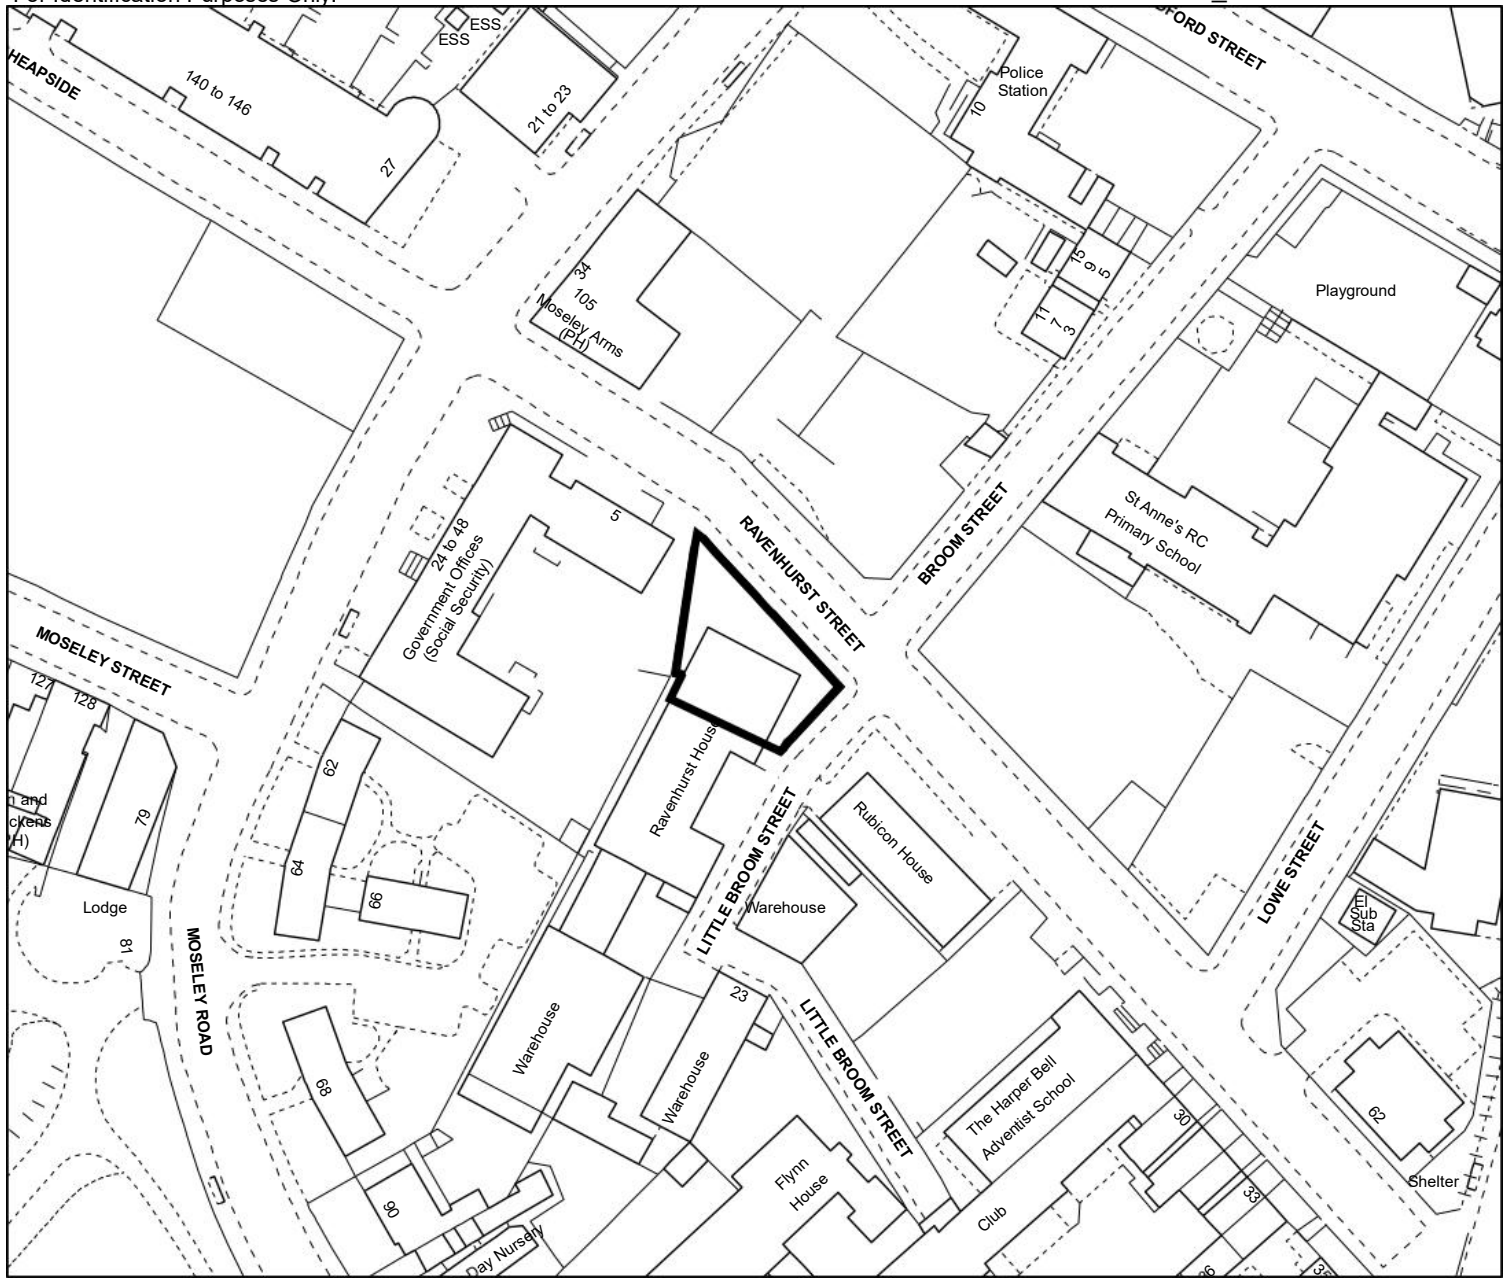 ESS
ESS
HEAPSIDE
140 to 146
21 to 23
27
Police
Station
10
FORD STREET
34
105
Moseley Arms
(PH)
15
9
5
11
7
3
Playground
5
24 to 48
Government Offices
(Social Security)
RAVENHURST STREET
BROOM STREET
St Anne's RC
Primary School
MOSELEY STREET
127
128
79
n and
ckens
H)
Lodge
81
62
64
66
Ravenhurst House
Rubicon House
LITTLE BROOM STREET
Warehouse
LOWE STREET
El
Sub
Sta
MOSELEY ROAD
68
Warehouse
23
Warehouse
LITTLE BROOM STREET
The Harper Bell
Adventist School
Flynn
House
Club
30
33
62
Shelter
90
Day Nursery